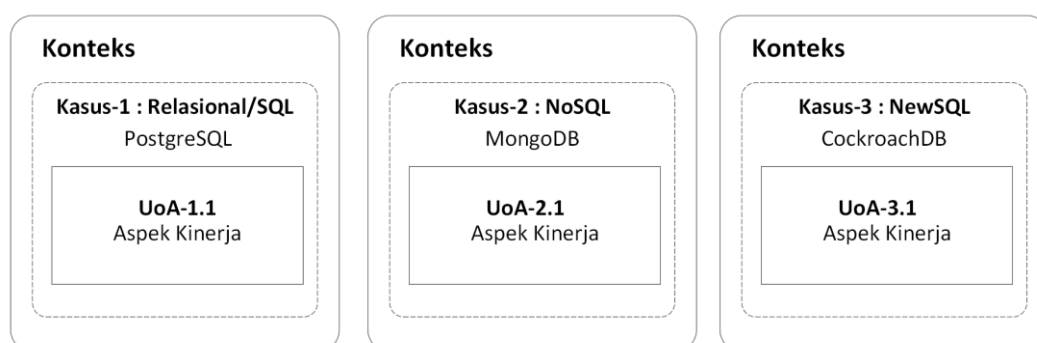 Konteks
Kasus-1 : Relasional/SQL
PostgreSQL
UoA-1.1
Aspek Kinerja
Konteks
Kasus-2 : NoSQL
MongoDB
UoA-2.1
Aspek Kinerja
Konteks
Kasus-3 : NewSQL
CockroachDB
UoA-3.1
Aspek Kinerja